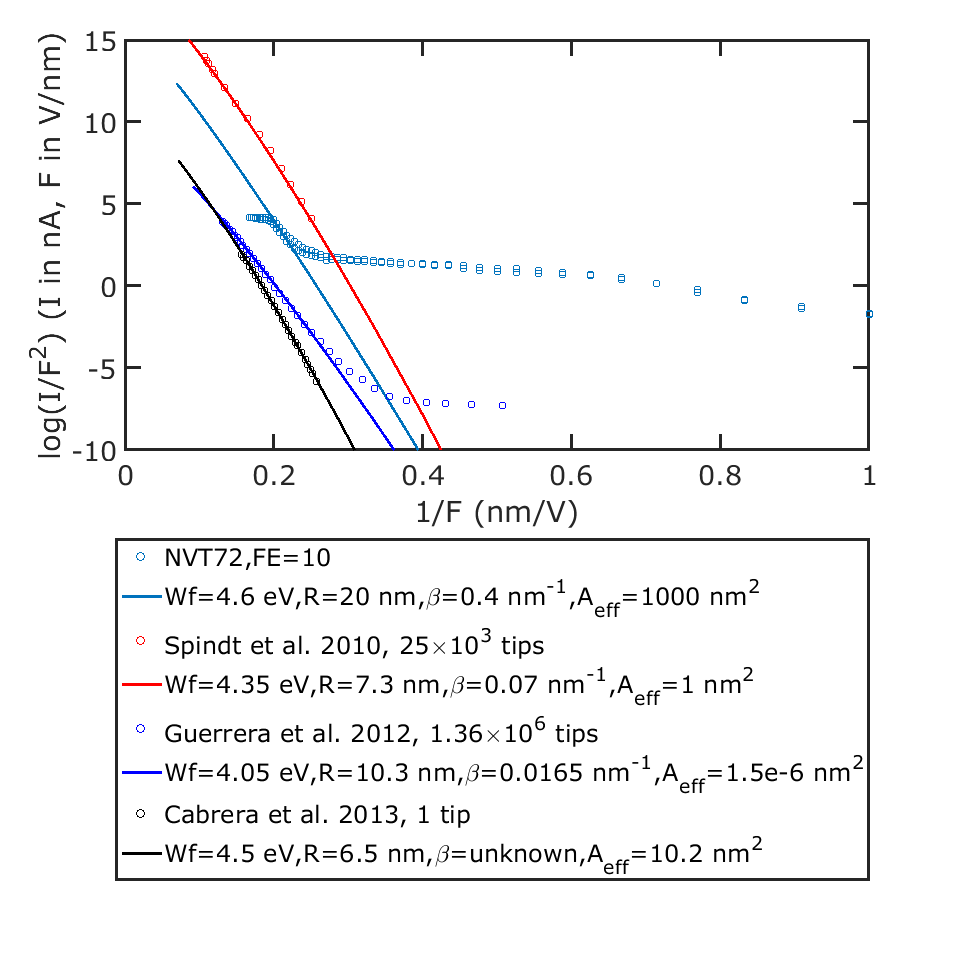 log(I/F²) (I in nA, F in V/nm)
15
10
5
0
-5
-10
0
0.2
0.4
0.6
0.8
1
1/F (nm/V)
NVT72,FE=10
Wf=4.6 eV,R=20 nm,β=0.4 nm⁻¹,A_eff=1000 nm²
Spindt et al. 2010, 25×10³ tips
Wf=4.35 eV,R=7.3 nm,β=0.07 nm⁻¹,A_eff=1 nm²
Guerrera et al. 2012, 1.36×10⁶ tips
Wf=4.05 eV,R=10.3 nm,β=0.0165 nm⁻¹,A_eff=1.5e-6 nm²
Cabrera et al. 2013, 1 tip
Wf=4.5 eV,R=6.5 nm,β=unknown,A_eff=10.2 nm²